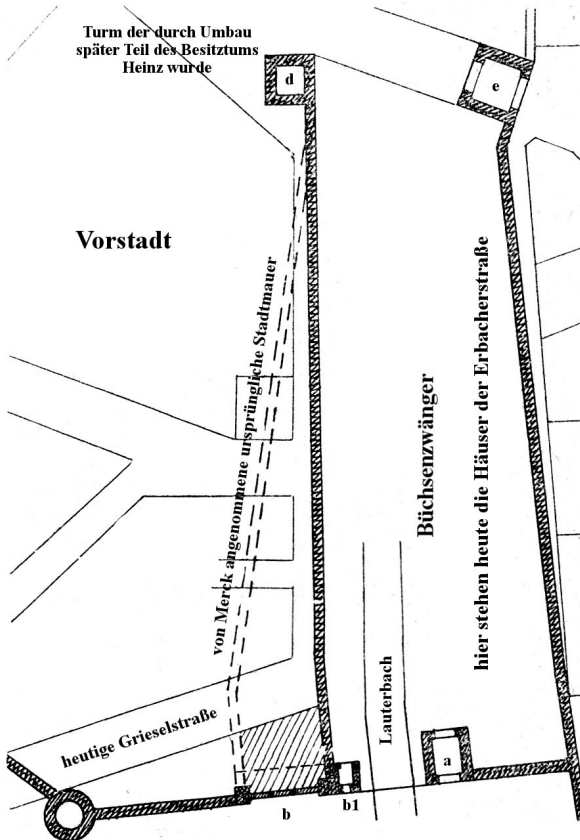 Turm der durch Umbau
später Teil des Besitztums
Heinz wurde
d
e
Vorstadt
von Merck angenommene ursprüngliche Stadtmauer
Büchsenzwänger
hier stehen heute die Häuser der Erbacherstraße
Lauterbach
heutige Grieselstraße
a
b
b1